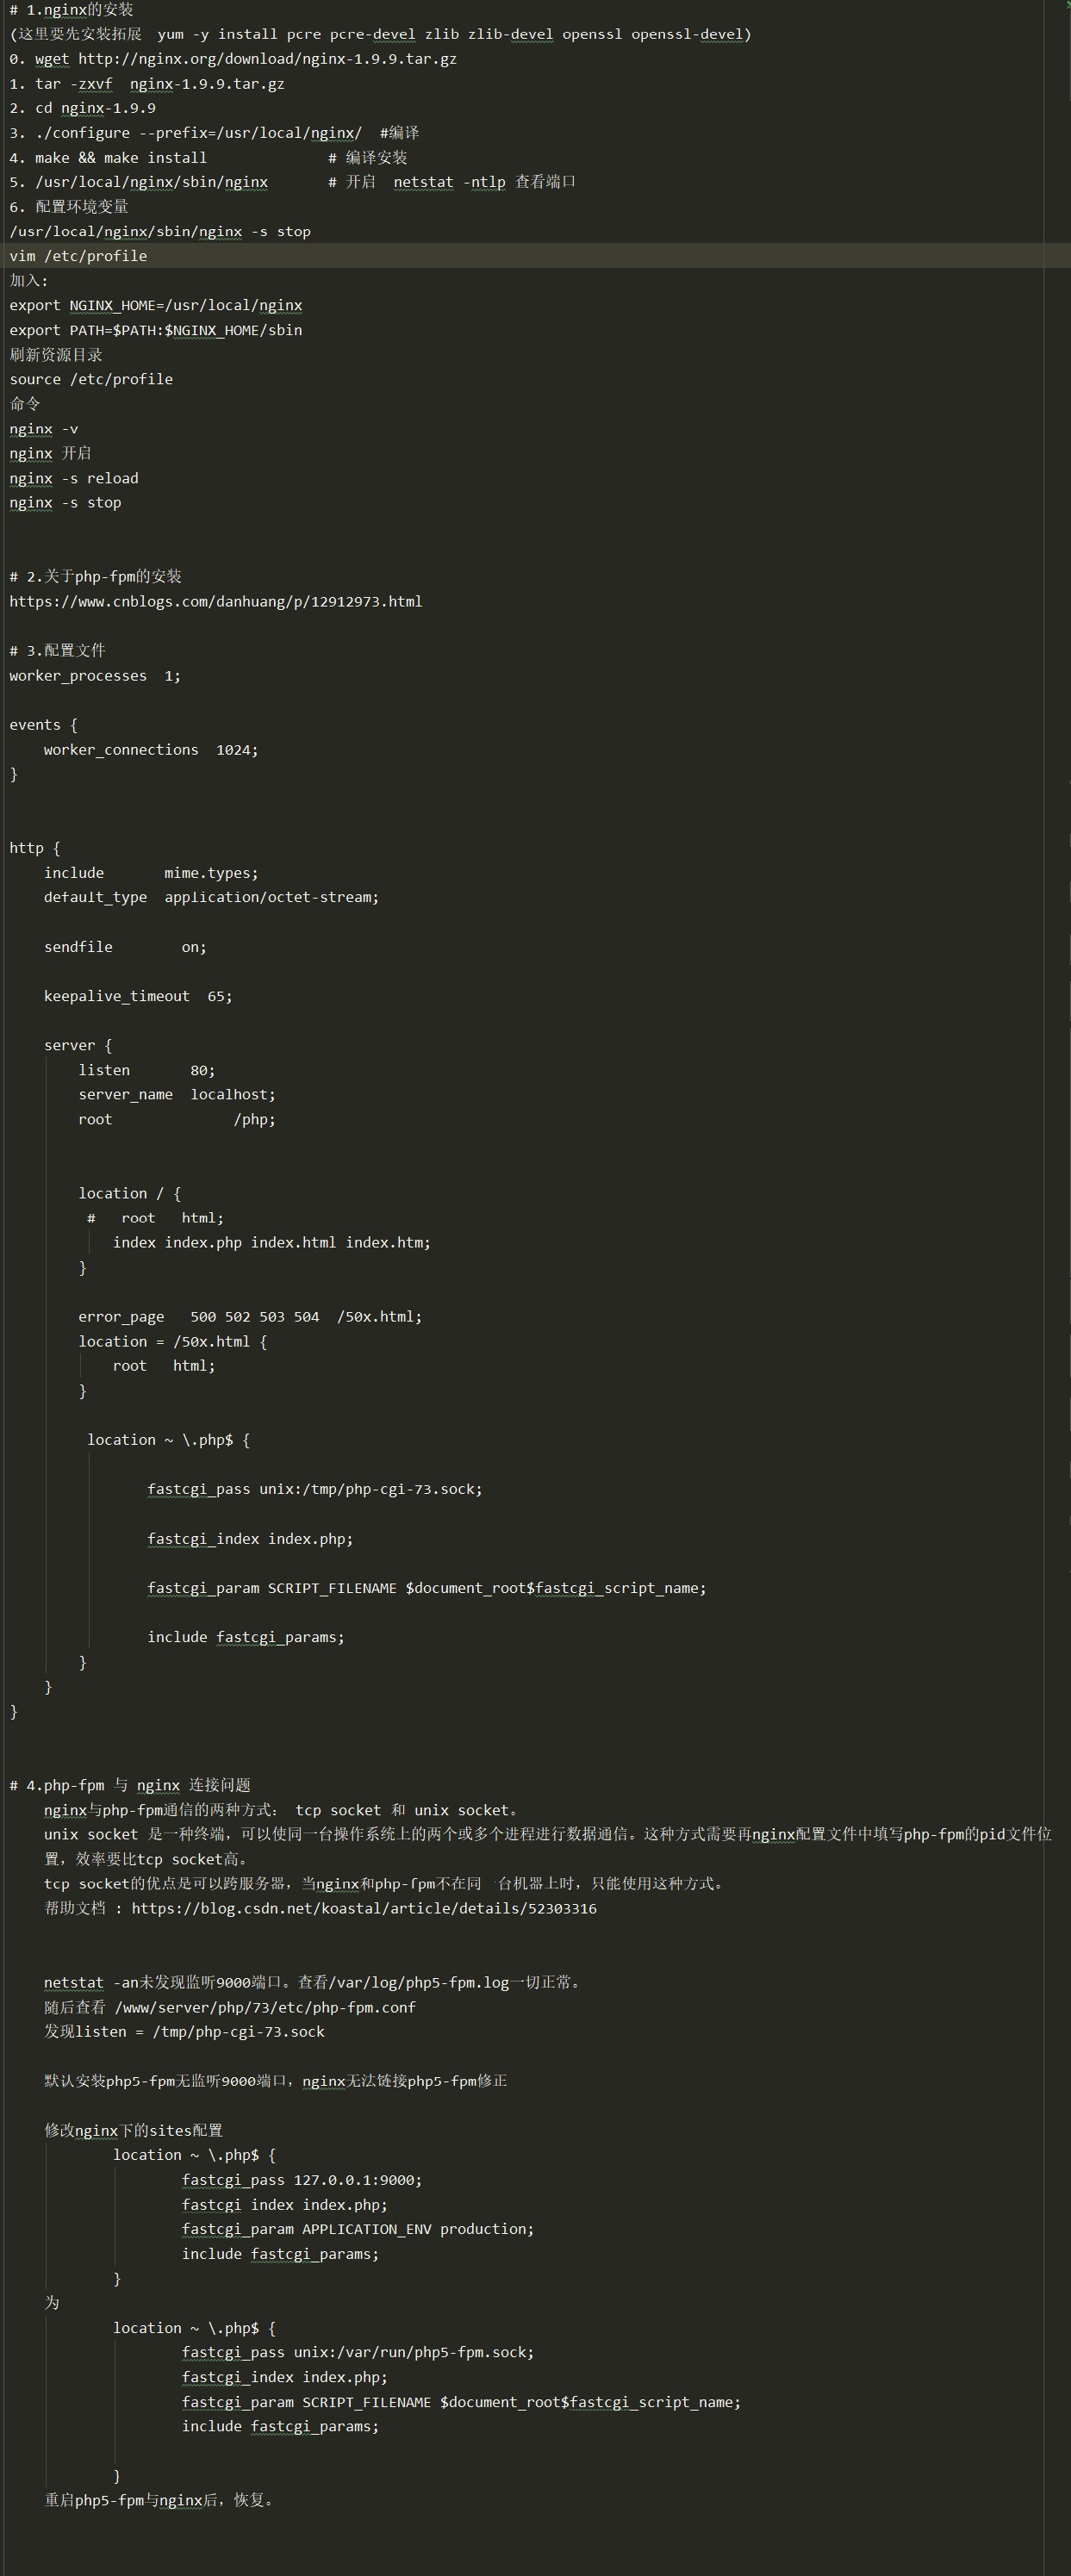 # 1.nginx的安装
(这里要先安装拓展  yum -y install pcre pcre-devel zlib zlib-devel openssl openssl-devel)
0. wget http://nginx.org/download/nginx-1.9.9.tar.gz
1. tar -zxvf  nginx-1.9.9.tar.gz
2. cd nginx-1.9.9
3. ./configure --prefix=/usr/local/nginx/  #编译
4. make && make install              # 编译安装
5. /usr/local/nginx/sbin/nginx       # 开启  netstat -ntlp 查看端口
6. 配置环境变量
/usr/local/nginx/sbin/nginx -s stop
vim /etc/profile
加入:
export NGINX_HOME=/usr/local/nginx
export PATH=$PATH:$NGINX_HOME/sbin
刷新资源目录
source /etc/profile
命令
nginx -v
nginx 开启
nginx -s reload
nginx -s stop
# 2.关于php-fpm的安装
https://www.cnblogs.com/danhuang/p/12912973.html
# 3.配置文件
worker_processes  1;
events {
    worker_connections  1024;
}
http {
    include       mime.types;
    default_type  application/octet-stream;
    sendfile        on;
    keepalive_timeout  65;
    server {
        listen       80;
        server_name  localhost;
        root              /php;
        location / {
         #   root   html;
            index index.php index.html index.htm;
        }
        error_page   500 502 503 504  /50x.html;
        location = /50x.html {
            root   html;
        }
         location ~ \.php$ {
                fastcgi_pass unix:/tmp/php-cgi-73.sock;
                fastcgi_index index.php;
                fastcgi_param SCRIPT_FILENAME $document_root$fastcgi_script_name;
                include fastcgi_params;
        }
    }
}
# 4.php-fpm 与 nginx 连接问题
    nginx与php-fpm通信的两种方式： tcp socket 和 unix socket。
    unix socket 是一种终端，可以使同一台操作系统上的两个或多个进程进行数据通信。这种方式需要再nginx配置文件中填写php-fpm的pid文件位
    置，效率要比tcp socket高。
    tcp socket的优点是可以跨服务器，当nginx和php-fpm不在同一台机器上时，只能使用这种方式。
    帮助文档 : https://blog.csdn.net/koastal/article/details/52303316
    netstat -an未发现监听9000端口。查看/var/log/php5-fpm.log一切正常。
    随后查看 /www/server/php/73/etc/php-fpm.conf
    发现listen = /tmp/php-cgi-73.sock
    默认安装php5-fpm无监听9000端口，nginx无法链接php5-fpm修正
    修改nginx下的sites配置
            location ~ \.php$ {
                    fastcgi_pass 127.0.0.1:9000;
                    fastcgi_index index.php;
                    fastcgi_param APPLICATION_ENV production;
                    include fastcgi_params;
            }
    为
            location ~ \.php$ {
                    fastcgi_pass unix:/var/run/php5-fpm.sock;
                    fastcgi_index index.php;
                    fastcgi_param SCRIPT_FILENAME $document_root$fastcgi_script_name;
                    include fastcgi_params;
            }
    重启php5-fpm与nginx后，恢复。